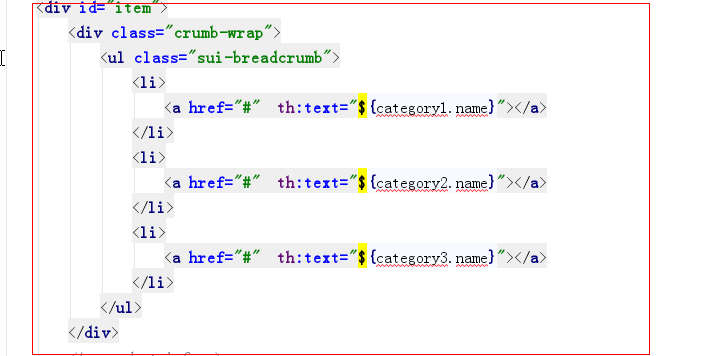 <div id="item">
<div class="crumb-wrap">
<ul class="sui-breadcrumb">
<li>
<a href="#"  th:text="${category1.name}"></a>
</li>
<li>
<a href="#"  th:text="${category2.name}"></a>
</li>
<li>
<a href="#"  th:text="${category3.name}"></a>
</li>
</ul>
</div>